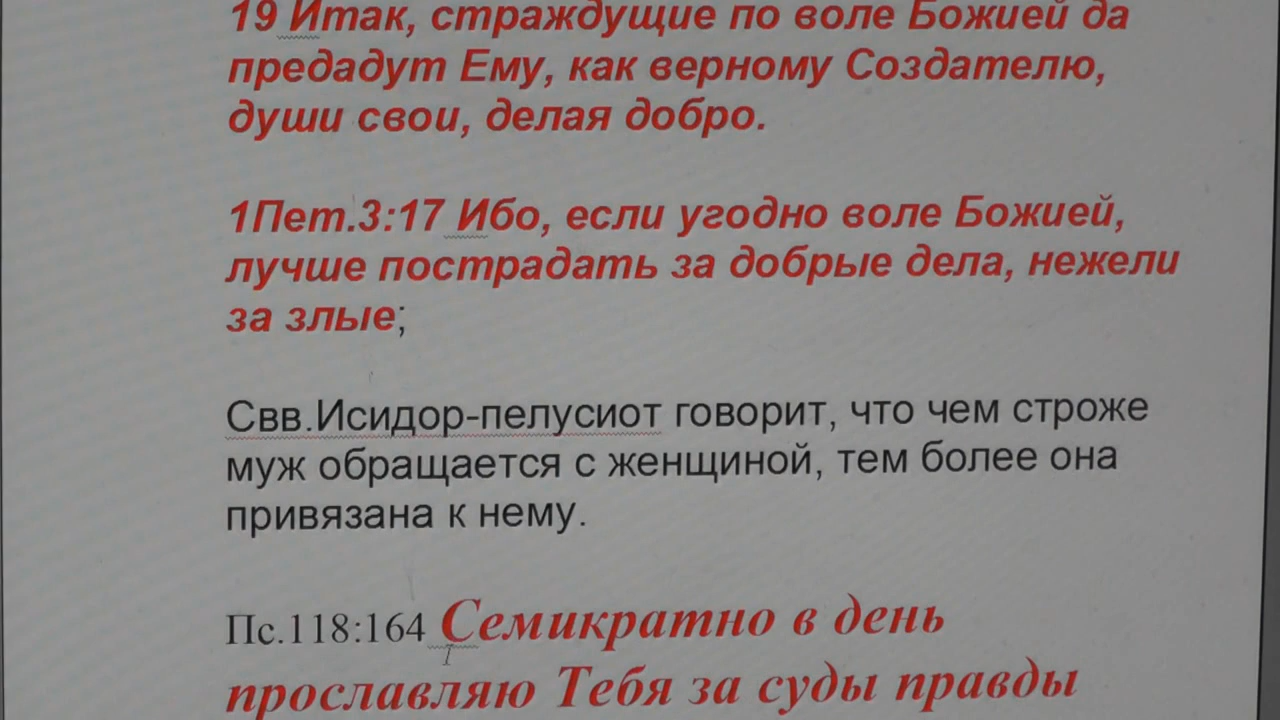 19 Итак, страждущие по воле Божией да
предадут Ему, как верному Создателю,
души свои, делая добро.
1Пет.3:17 Ибо, если угодно воле Божией,
лучше пострадать за добрые дела, нежели
за злые;
Свв.Исидор-пелусиот говорит, что чем строже
муж обращается с женщиной, тем более она
привязана к нему.
Пс.118:164 Семикратно в день
прославляю Тебя за суды правды